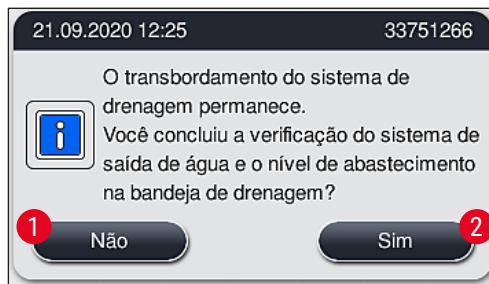 21.09.2020 12:25 33751266
O transbordamento do sistema de
drenagem permanece.
Você concluiu a verificação do sistema de
saída de água e o nível de abastecimento
na bandeja de drenagem?
1 2
Não Sim